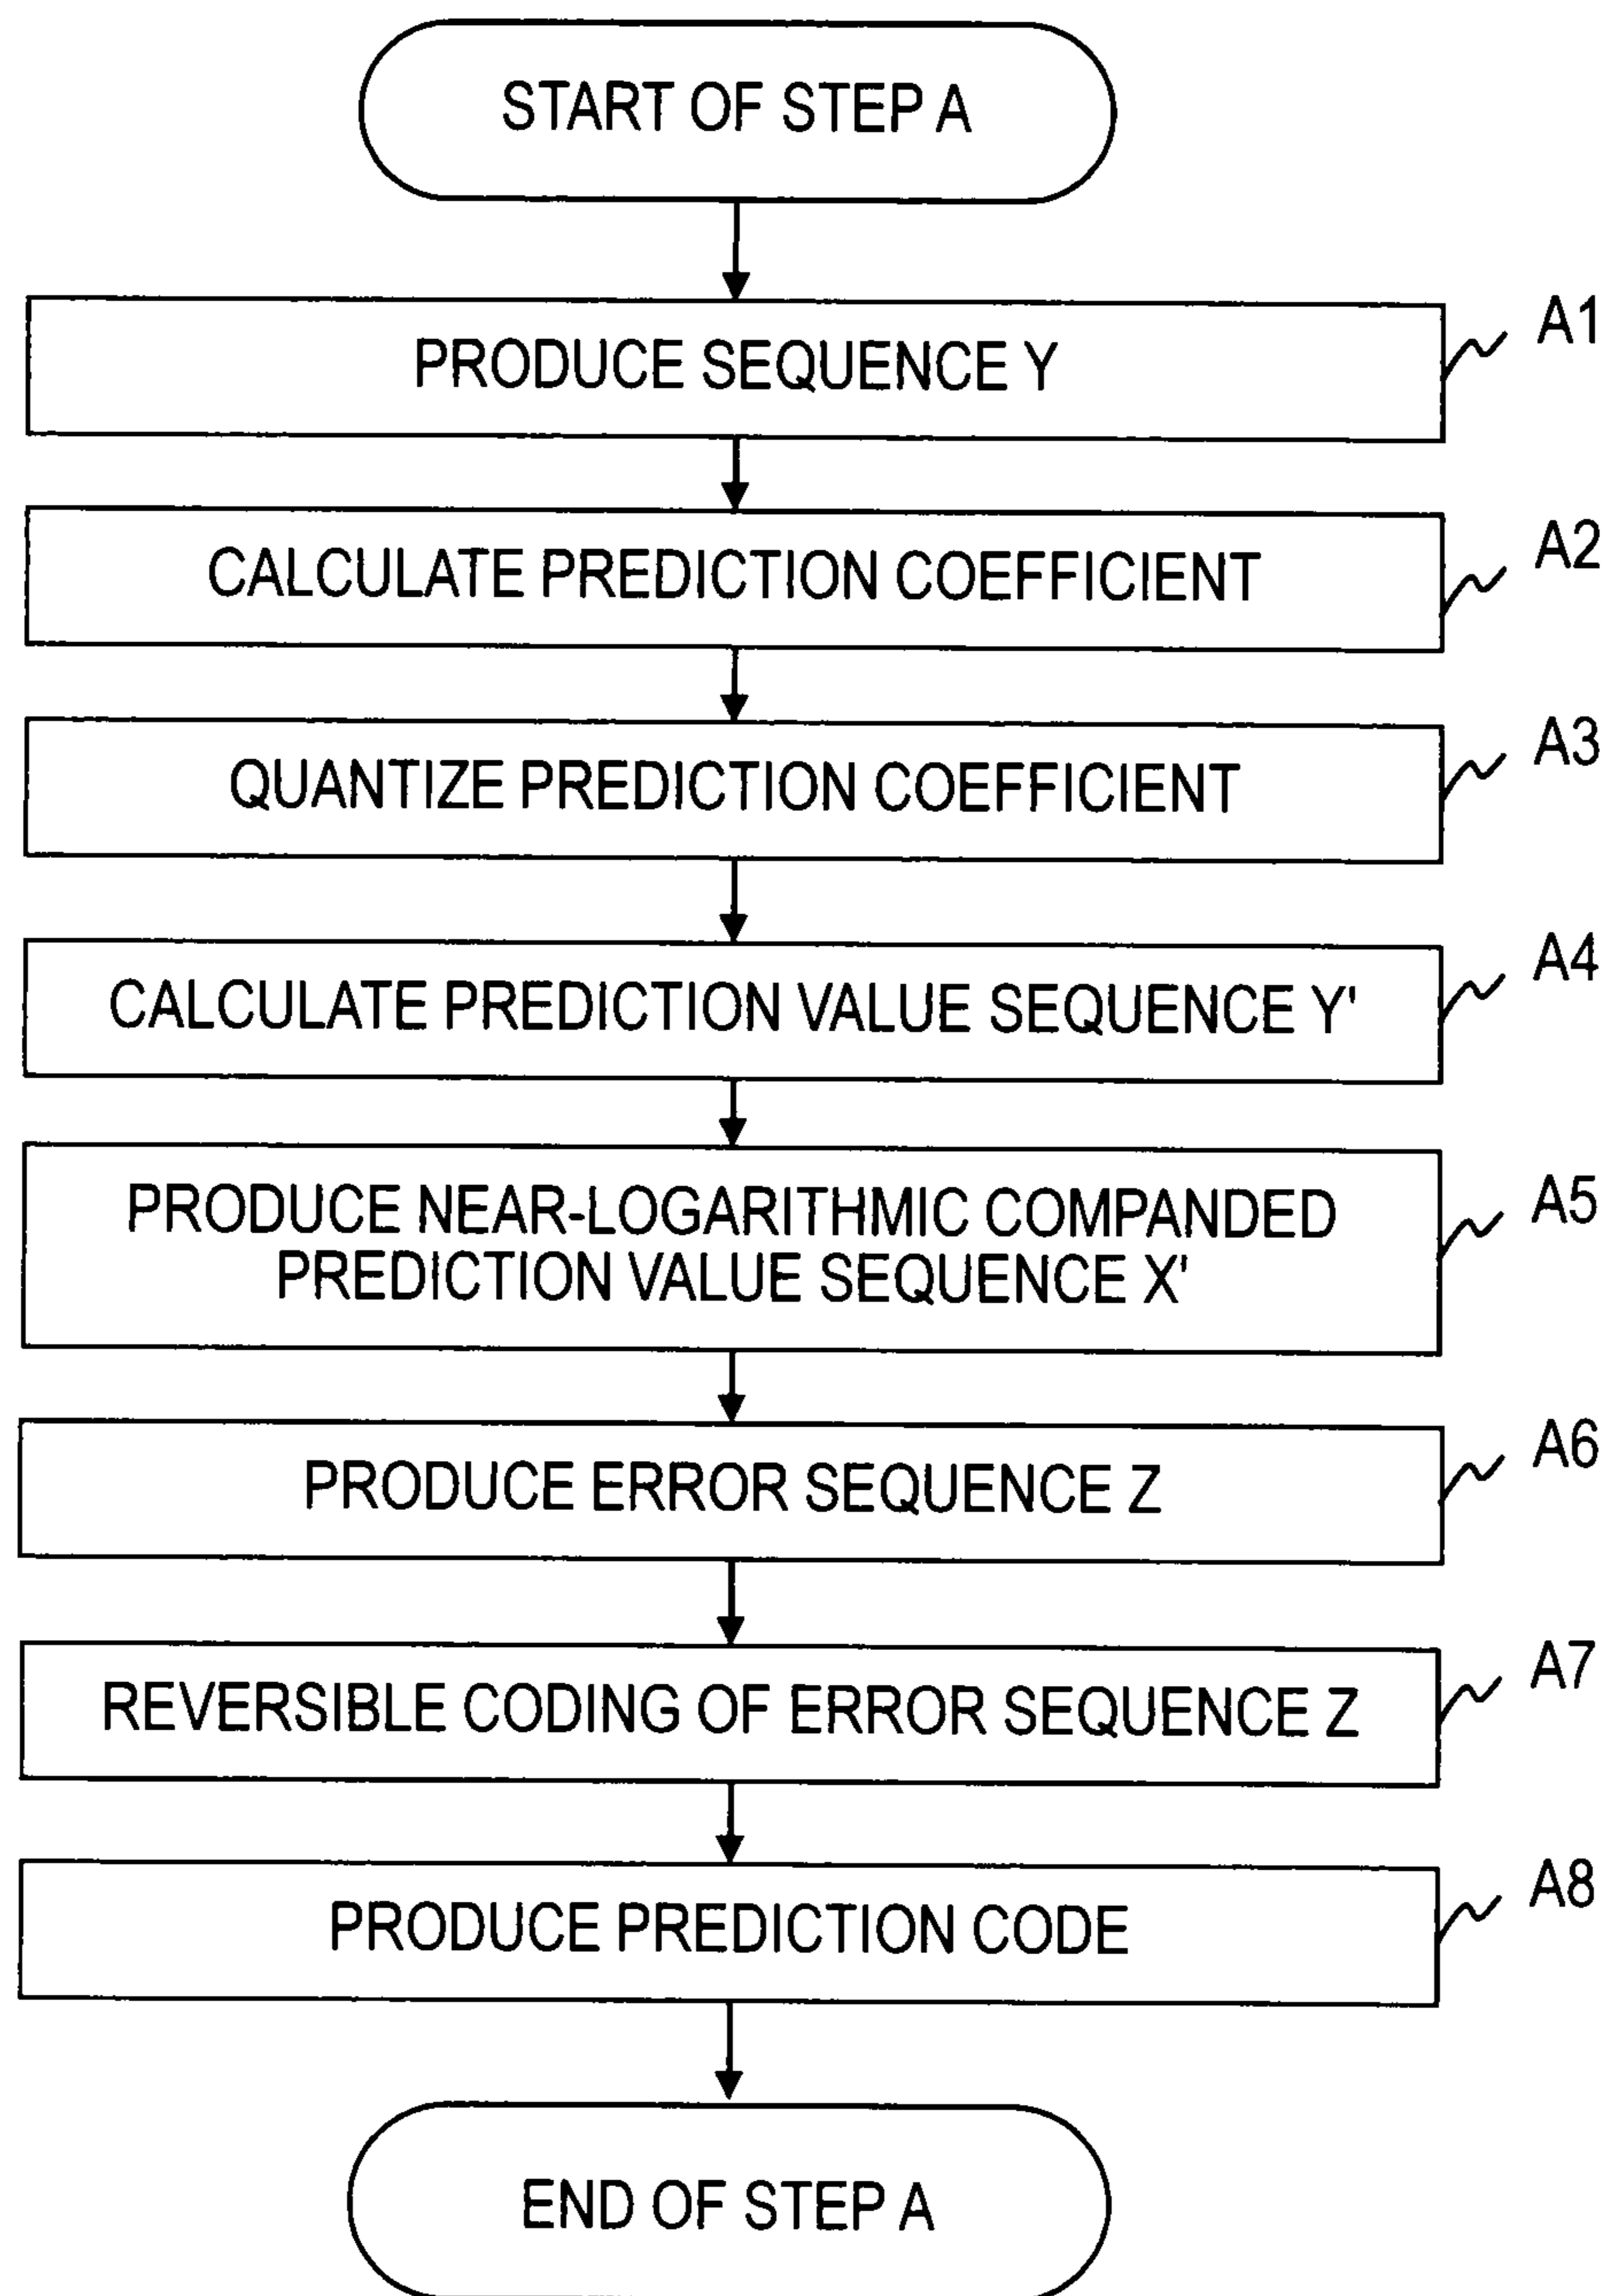 START OF STEP A
PRODUCE SEQUENCE Y
A1
CALCULATE PREDICTION COEFFICIENT
A2
QUANTIZE PREDICTION COEFFICIENT
A3
CALCULATE PREDICTION VALUE SEQUENCE Y'
A4
PRODUCE NEAR-LOGARITHMIC COMPANDED
PREDICTION VALUE SEQUENCE X'
A5
PRODUCE ERROR SEQUENCE Z
A6
REVERSIBLE CODING OF ERROR SEQUENCE Z
A7
PRODUCE PREDICTION CODE
A8
END OF STEP A